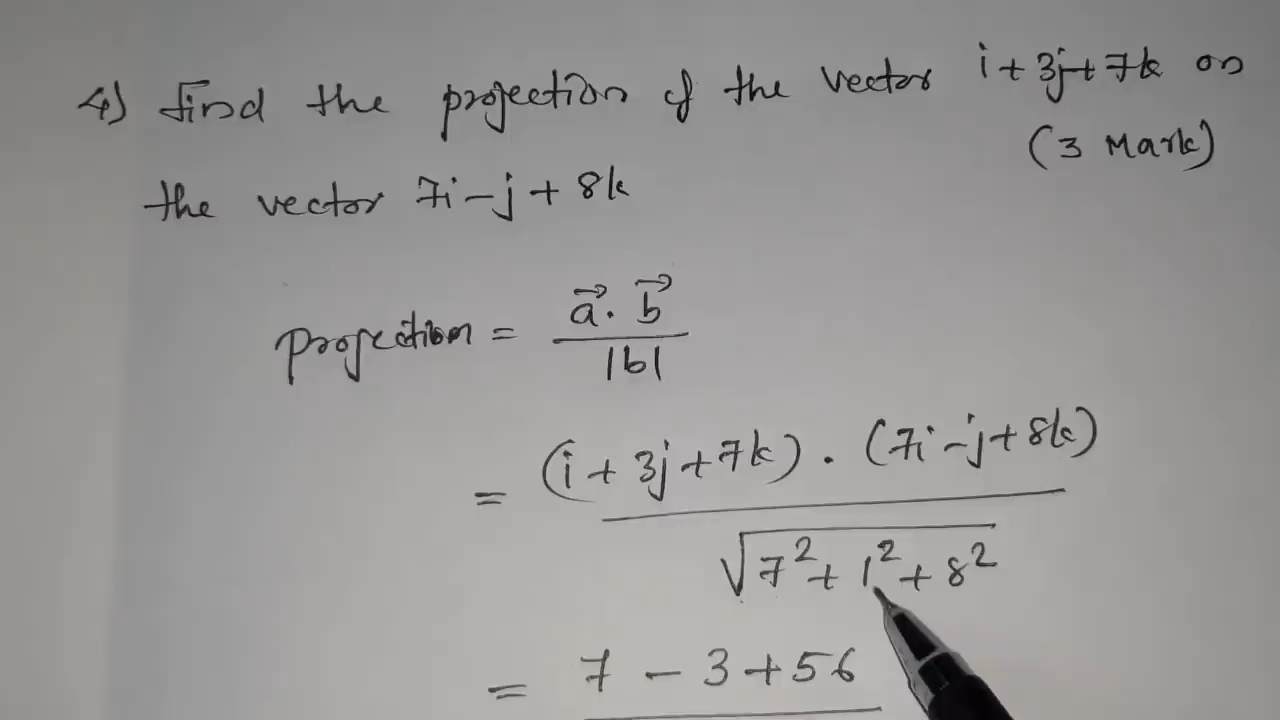 4) Find the projection of the vector i + 3j + 7k on
(3 Mark)
the vector 7i - j + 8k
Projection = a⃗ . b⃗ / |b|
= (i + 3j + 7k) . (7i - j + 8k) / √7² + 1² + 8²
= 7 - 3 + 56